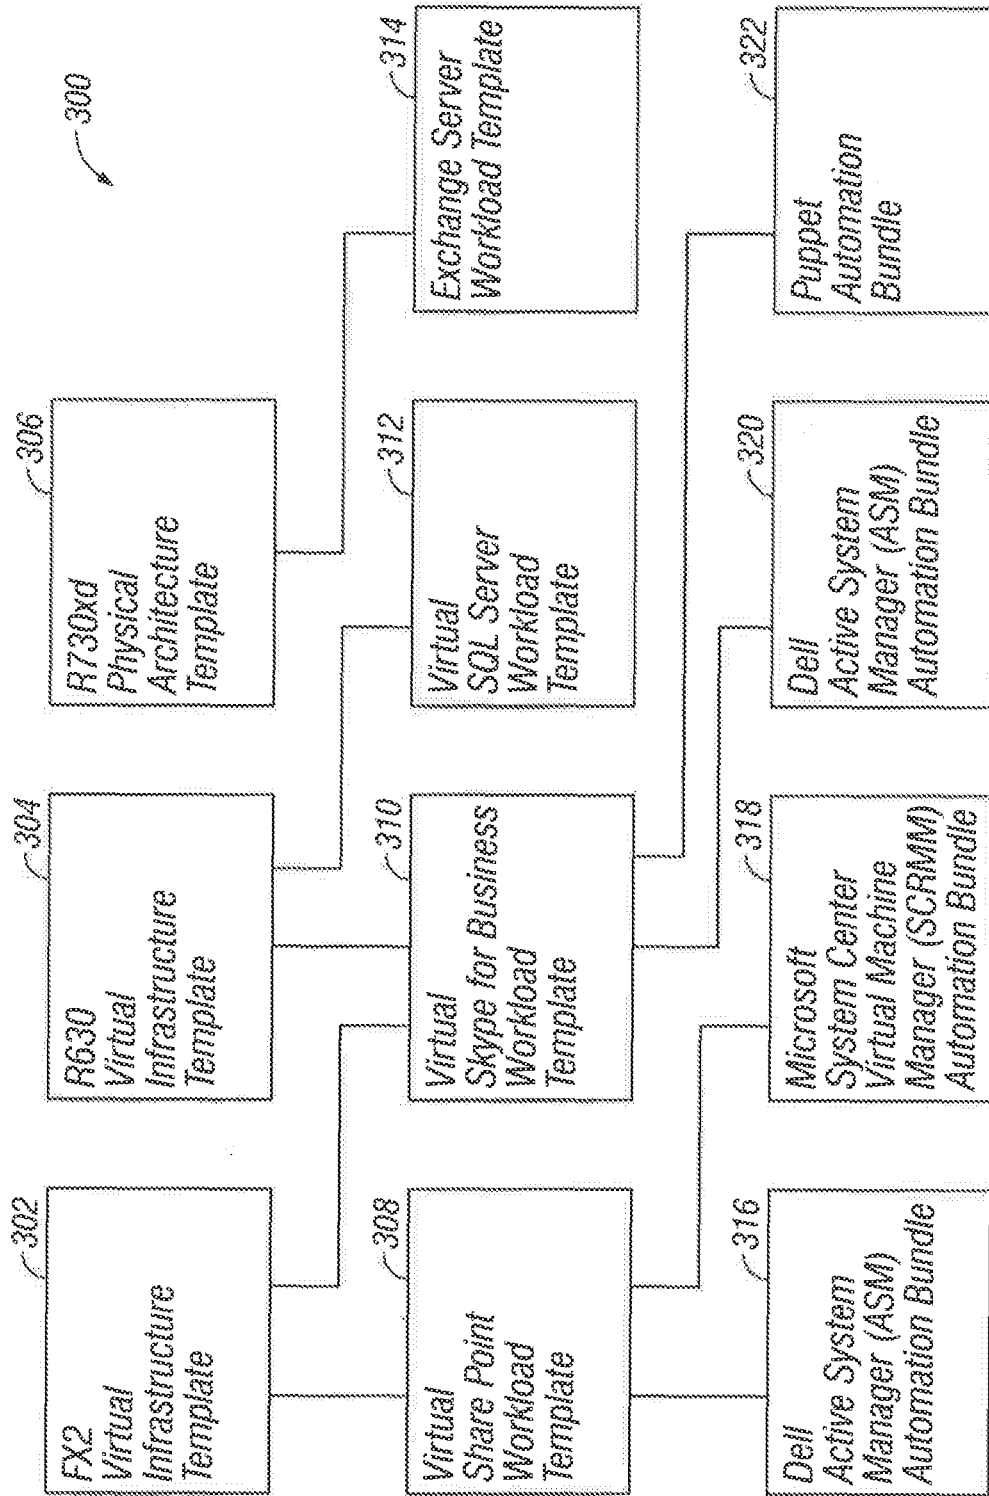 300
302
FX2
Virtual
Infrastructure
Template
304
R630
Virtual
Infrastructure
Template
306
R730xd
Physical
Architecture
Template
308
Virtual
Share Point
Workload
Template
310
Virtual
Skype for Business
Workload
Template
312
Virtual
SQL Server
Workload
Template
314
Exchange Server
Workload Template
316
Dell
Active System
Manager (ASM)
Automation Bundle
318
Microsoft
System Center
Virtual Machine
Manager (SCRMM)
Automation Bundle
320
Dell
Active System
Manager (ASM)
Automation Bundle
322
Puppet
Automation
Bundle